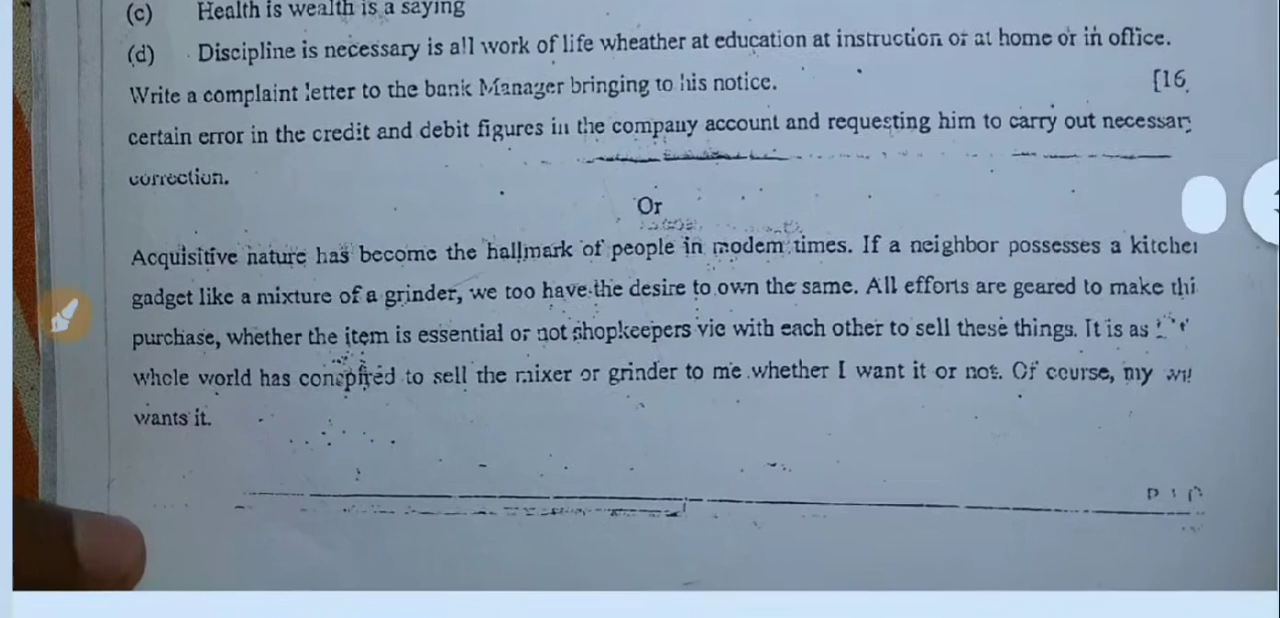 (c) Health is wealth is a saying
(d) Discipline is necessary is all work of life wheather at education at instruction or at home or in office.
Write a complaint letter to the bank Manager bringing to his notice. [16
certain error in the credit and debit figures in the company account and requesting him to carry out necessar
correction.
Or
Acquisitive nature has become the hallmark of people in modem times. If a neighbor possesses a kitche
gadget like a mixture of a grinder, we too have the desire to own the same. All efforts are geared to make thi
purchase, whether the item is essential or not shopkeepers vie with each other to sell these things. It is as
whole world has conspired to sell the mixer or grinder to me whether I want it or not. Of course, my
wants it.